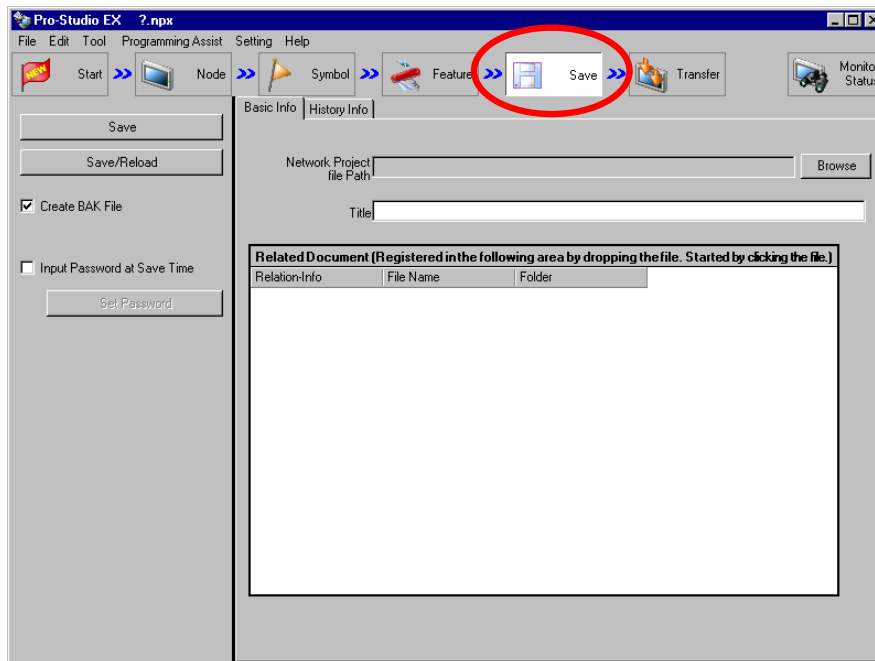 Pro-Studio EX ?.npx
File Edit Tool Programming Assist Setting Help
NEW Start Node Symbol Feature Save Transfer Monito
Status
Basic Info History Info
Save
Save/Reload
Network Project
file Path
Browse
Create BAK File
Title
Input Password at Save Time
Set Password
Related Document (Registered in the following area by dropping the file. Started by clicking the file.)
Relation-Info File Name Folder